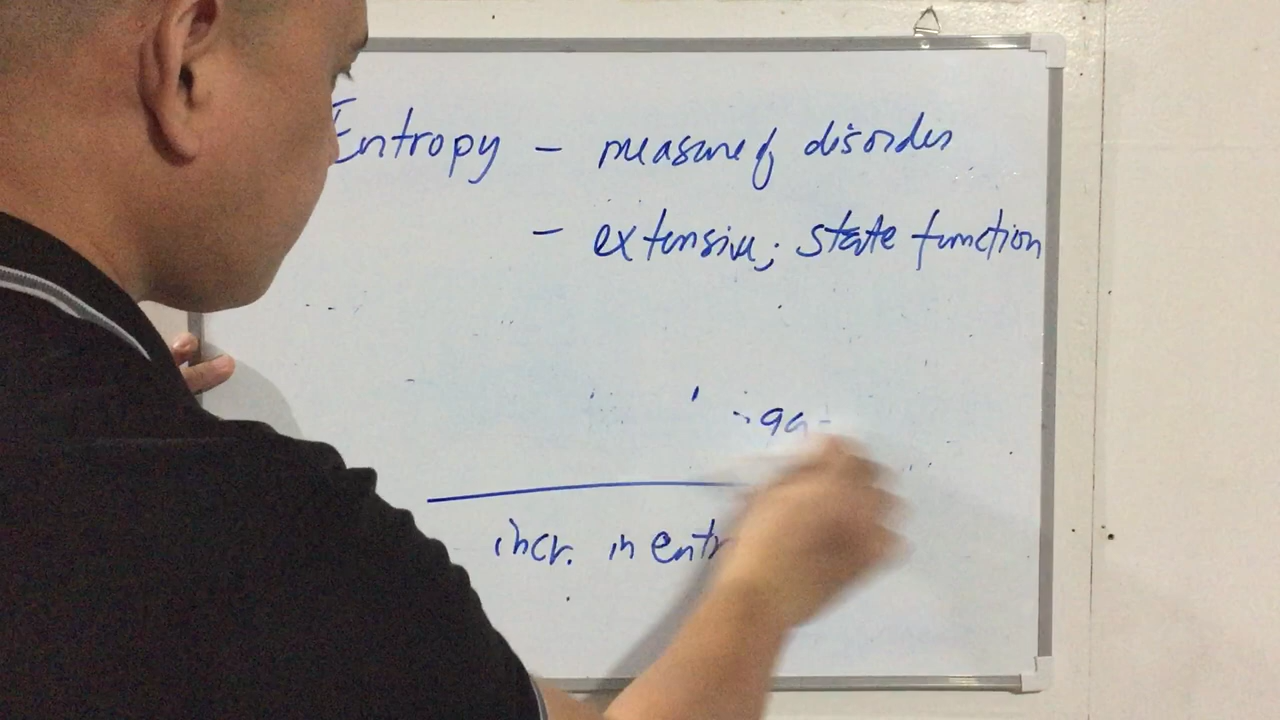 Entropy – measure of disorder
– extensive; state function
incr. in entr